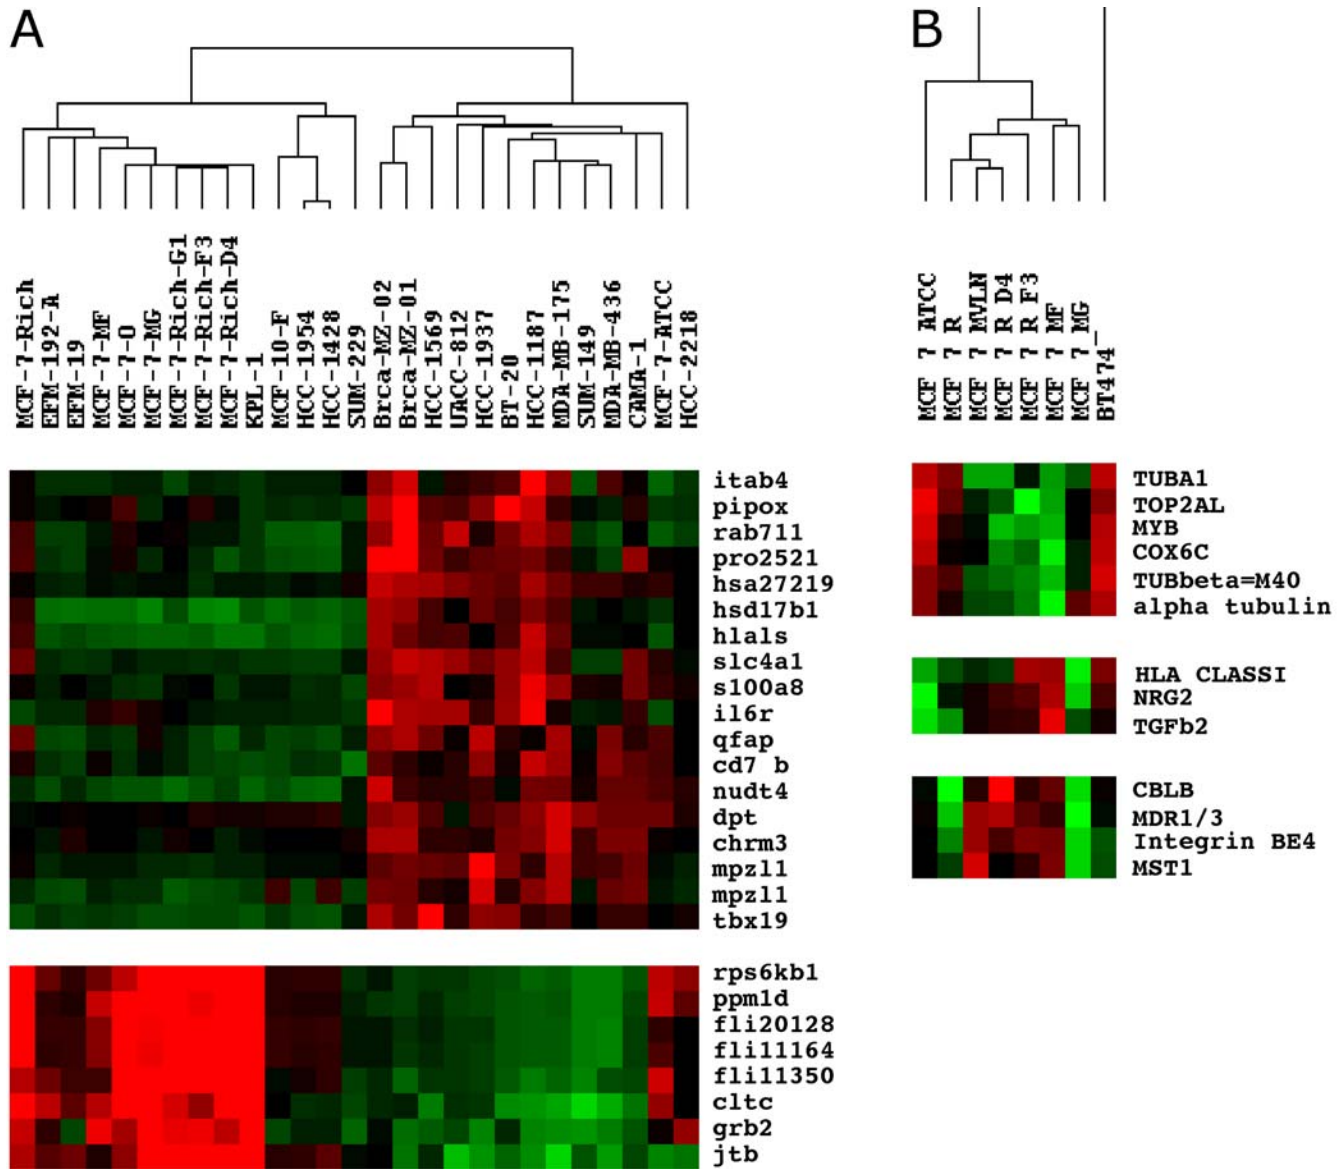 A
B
MCF-7-Rich
EFM-192-A
EFM-19
MCF-7-MF
MCF-7-O
MCF-7-MG
MCF-7-Rich-G1
MCF-7-Rich-F3
MCF-7-Rich-D4
KPL-1
MCF-10-F
HCC-1954
HCC-1428
SUM-229
Brca-MZ-02
Brca-MZ-01
HCC-1569
UACC-812
HCC-1937
BT-20
HCC-1187
MDA-MB-175
SUM-149
MDA-MB-436
CAMA-1
MCF-7-ATCC
HCC-2218
MCF 7 ATCC
MCF 7 R
MCF 7 MVLN
MCF 7 R D4
MCF 7 R F3
MCF 7 MF
MCF 7 MG
BT474_
itab4
pipox
rab711
pro2521
hsa27219
hsd17b1
hlals
slc4a1
s100a8
il6r
qfap
cd7 b
nudt4
dpt
chrm3
mpzl1
mpzl1
tbx19
rps6kb1
ppm1d
fli20128
fli11164
fli11350
cltc
grb2
jtb
TUBA1
TOP2AL
MYB
COX6C
TUBbeta=M40
alpha tubulin
HLA CLASSI
NRG2
TGFb2
CBLB
MDR1/3
Integrin BE4
MST1